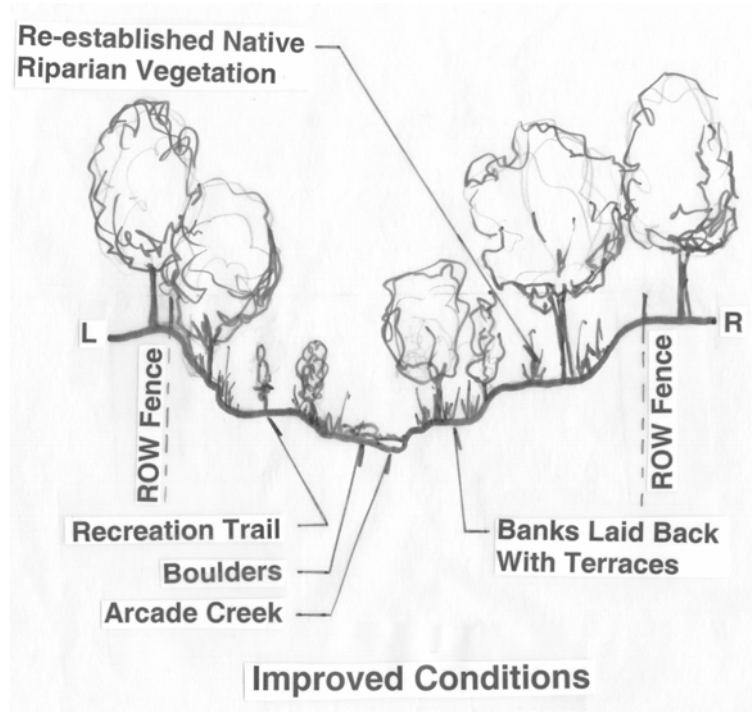 Re-established Native
Riparian Vegetation
L
R
ROW Fence
ROW Fence
Recreation Trail
Boulders
Arcade Creek
Banks Laid Back
With Terraces
Improved Conditions